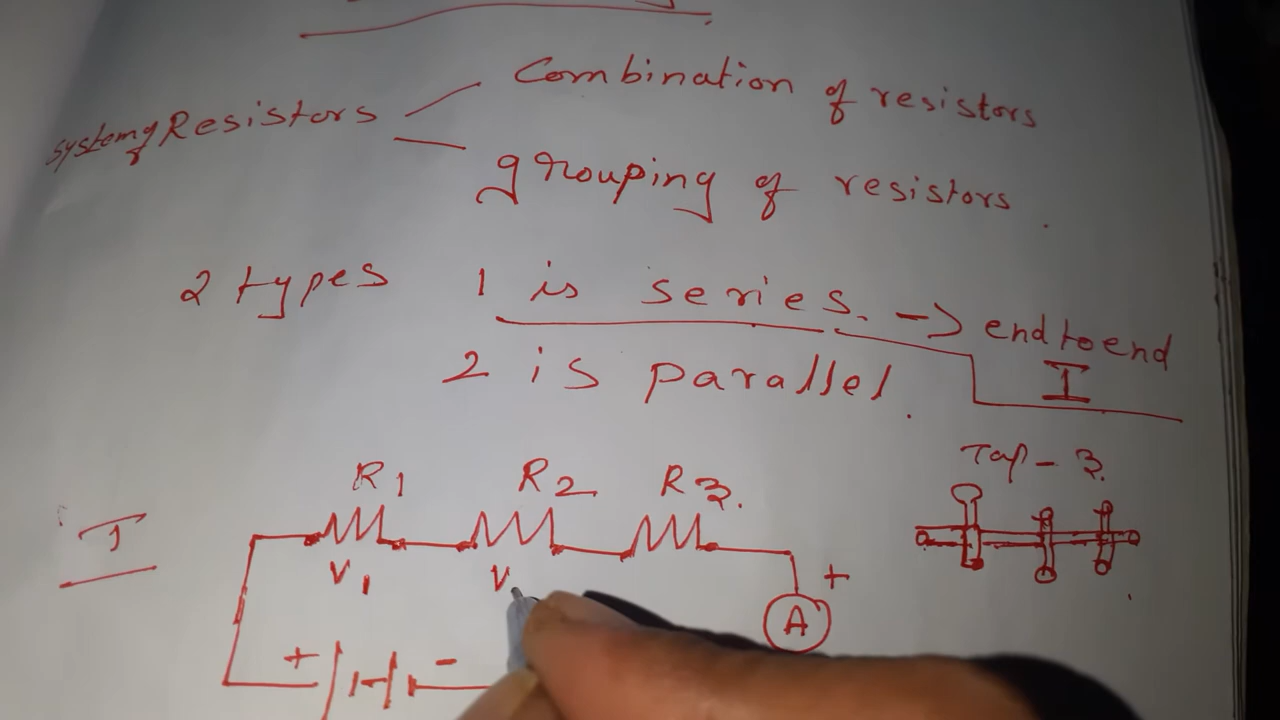 Combination of resistors
system of Resistors
grouping of resistors.
2 types 1 is series. -> end to end
I
2 is parallel.
Tap - 3.
R1 R2 R3.
I
V1 V
+
A
+ -